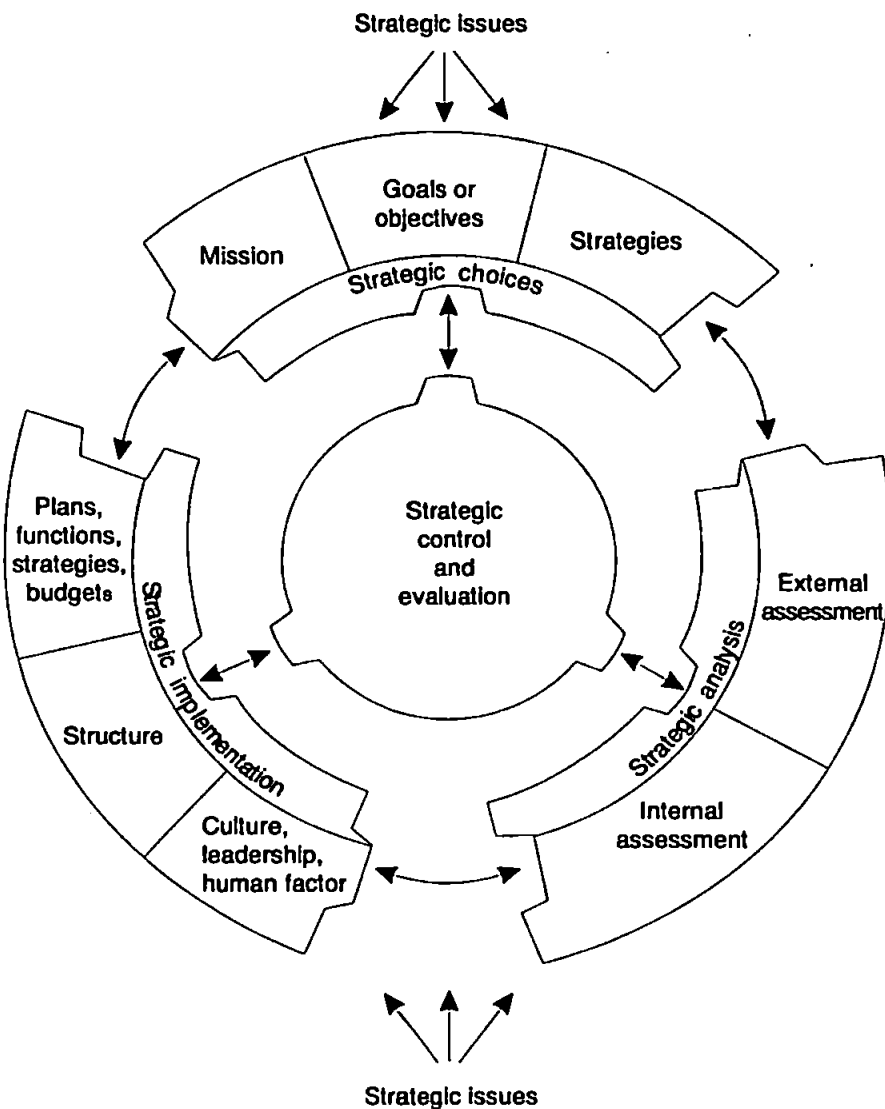 Strategic issues
Goals or
objectives
Mission
Strategies
Strategic choices
Plans,
functions,
strategies,
budgets
Strategic
control
and
evaluation
External
assessment
Strategic implementation
Strategic analysis
Structure
Internal
assessment
Culture,
leadership,
human factor
Strategic issues